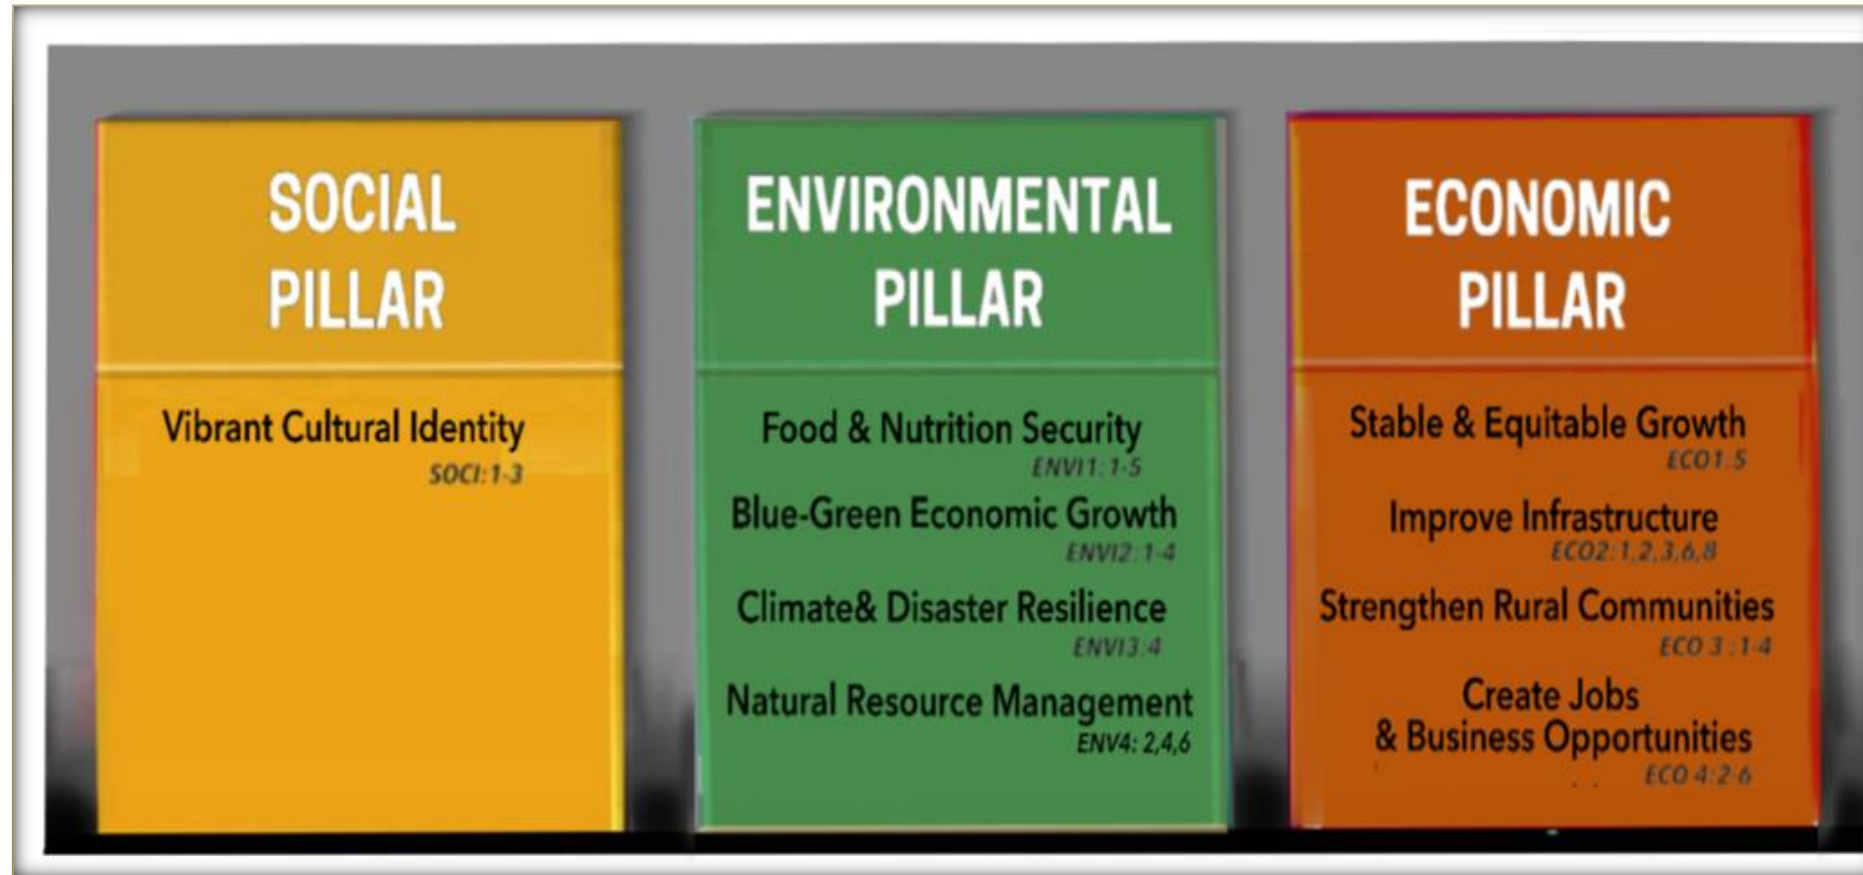 SOCIAL
PILLAR
Vibrant Cultural Identity
SOCI:1-3
ENVIRONMENTAL
PILLAR
Food & Nutrition Security
ENVI1:1-5
Blue-Green Economic Growth
ENVI2:1-4
Climate& Disaster Resilience
ENVI3:4
Natural Resource Management
ENV4: 2,4,6
ECONOMIC
PILLAR
Stable & Equitable Growth
ECO1:5
Improve Infrastructure
ECO2:1,2,3,6,8
Strengthen Rural Communities
ECO 3 :1-4
Create Jobs
& Business Opportunities
ECO 4:2-6